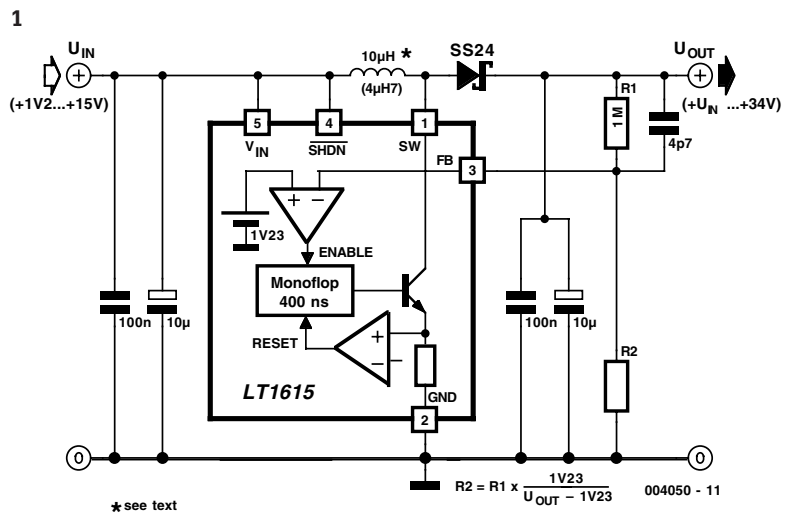 1
U_IN
(+1V2...+15V)
10µH *
(4µH7)
SS24
U_OUT
(+U_IN ...+34V)
R1
1M
4p7
5
4
1
V_IN
SHDN
SW
FB
3
+ −
1V23
ENABLE
Monoflop
400 ns
RESET
+
−
LT1615
GND
2
100n
10µ
100n
10µ
R2
0
0
R2 = R1 x 1V23 / U_OUT − 1V23
004050 - 11
* see text